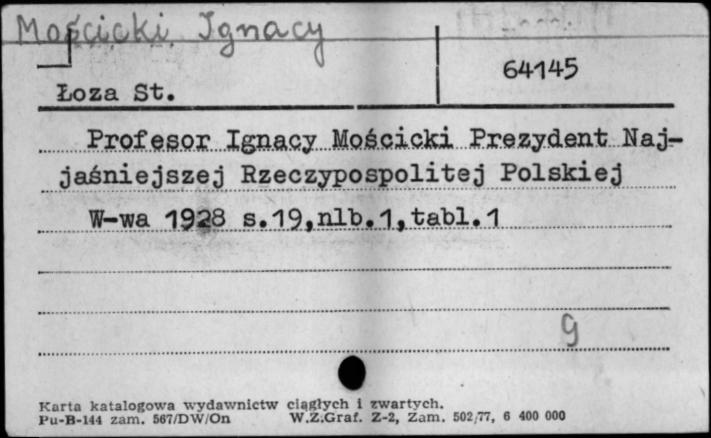 Mościcki Ignacy
64145
Łoza St.
Profesor Ignacy Mościcki Prezydent Naj-
jaśniejszej Rzeczypospolitej Polskiej
W-wa 1928 s.19,nlb.1,tabl.1
g
Karta katalogowa wydawnictw ciągłych i zwartych.
Pu-B-144 zam. 567/DW/On W.Z.Graf. Z-2, Zam. 502/77, 6 400 000